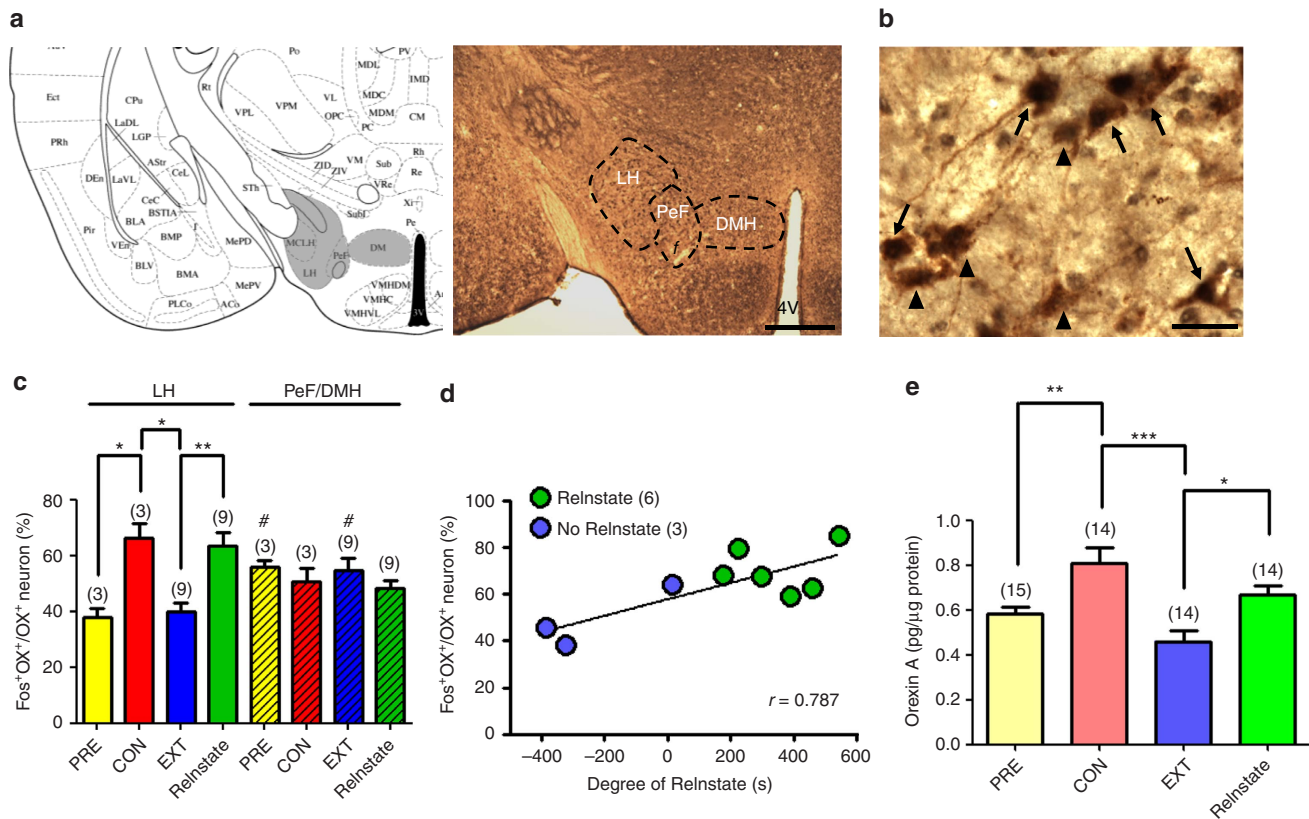 a
Po
PV
MDL
IMD
MDC
Rt
VL
VPM
VPL
OPC
MDM
CM
PC
Ect
CPu
LaDL
LGP
PRh
AStr
CeL
DEn
LaVL
CeC
BSTIA
I
BLA
Pir
VEn
BMP
MePD
BLV
BMA
MePV
PLCo
ACo
Rh
ZID
VM
Sub
Re
ZIV
VRe
STh
SubI
Xi
Pe
MCLH
PeF
DM
LH
VMHDM
VMHC
VMHVL
3V
LH
PeF
DMH
f
4V
b
c
LH
PeF/DMH
*
*
**
#
#
(3)
(3)
(9)
(9)
(3)
(3)
(9)
(9)
Fos+OX+/OX+ neuron (%)
80
60
40
20
0
PRE
CON
EXT
ReInstate
PRE
CON
EXT
ReInstate
d
Fos+OX+/OX+ neuron (%)
100
80
60
40
20
0
ReInstate (6)
No ReInstate (3)
r = 0.787
−400
−200
0
200
400
600
Degree of ReInstate (s)
e
**
***
*
(15)
(14)
(14)
(14)
Orexin A (pg/μg protein)
1.0
0.8
0.6
0.4
0.2
0.0
PRE
CON
EXT
ReInstate